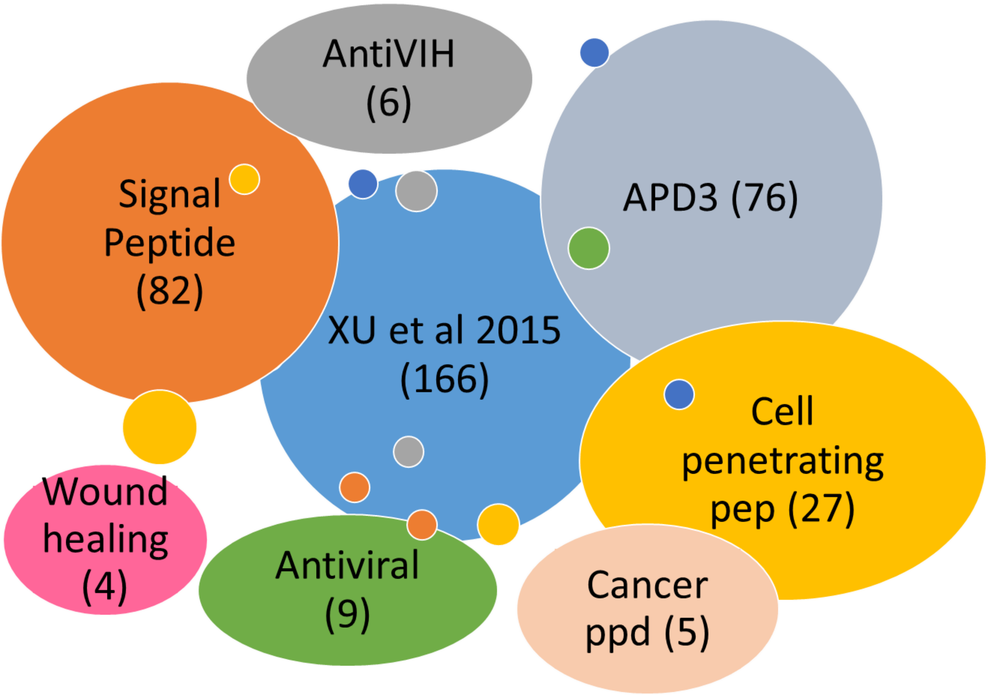 AntiVIH
(6)
Signal
Peptide
(82)
APD3 (76)
XU et al 2015
(166)
Cell
penetrating
pep (27)
Wound
healing
(4)
Antiviral
(9)
Cancer
ppd (5)